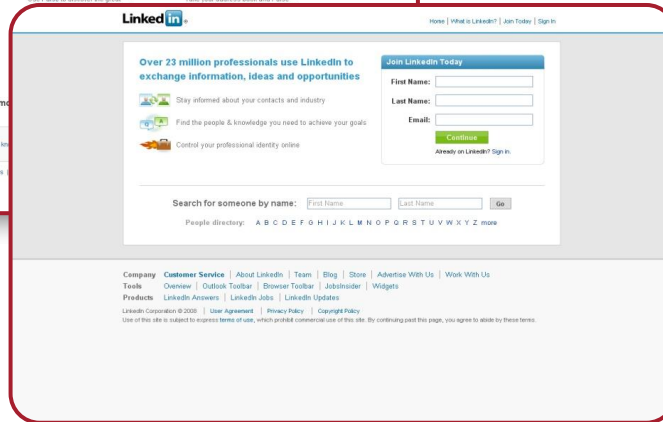 Linked in
Home | What is LinkedIn? | Join Today | Sign In
Over 23 million professionals use LinkedIn to
exchange information, ideas and opportunities
Stay informed about your contacts and industry
Find the people & knowledge you need to achieve your goals
Control your professional identity online
Join LinkedIn Today
First Name:
Last Name:
Email:
Continue
Already on LinkedIn? Sign in.
Search for someone by name: First Name Last Name Go
People directory: A B C D E F G H I J K L M N O P Q R S T U V W X Y Z more
Company Customer Service | About LinkedIn | Team | Blog | Store | Advertise With Us | Work With Us
Tools Overview | Outlook Toolbar | Browser Toolbar | JobsInsider | Widgets
Products LinkedIn Answers | LinkedIn Jobs | LinkedIn Updates
LinkedIn Corporation © 2008 | User Agreement | Privacy Policy | Copyright Policy
Use of this site is subject to express terms of use, which prohibit commercial use of this site. By continuing past this page, you agree to abide by these terms.